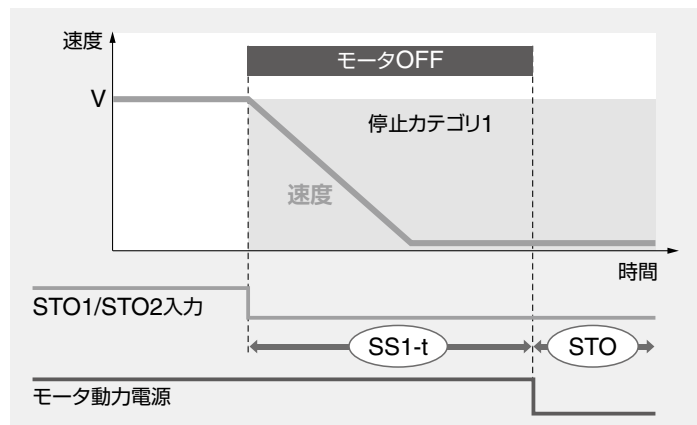 速度
モータOFF
V
停止カテゴリ1
速度
時間
STO1/STO2入力
SS1-t
STO
モータ動力電源